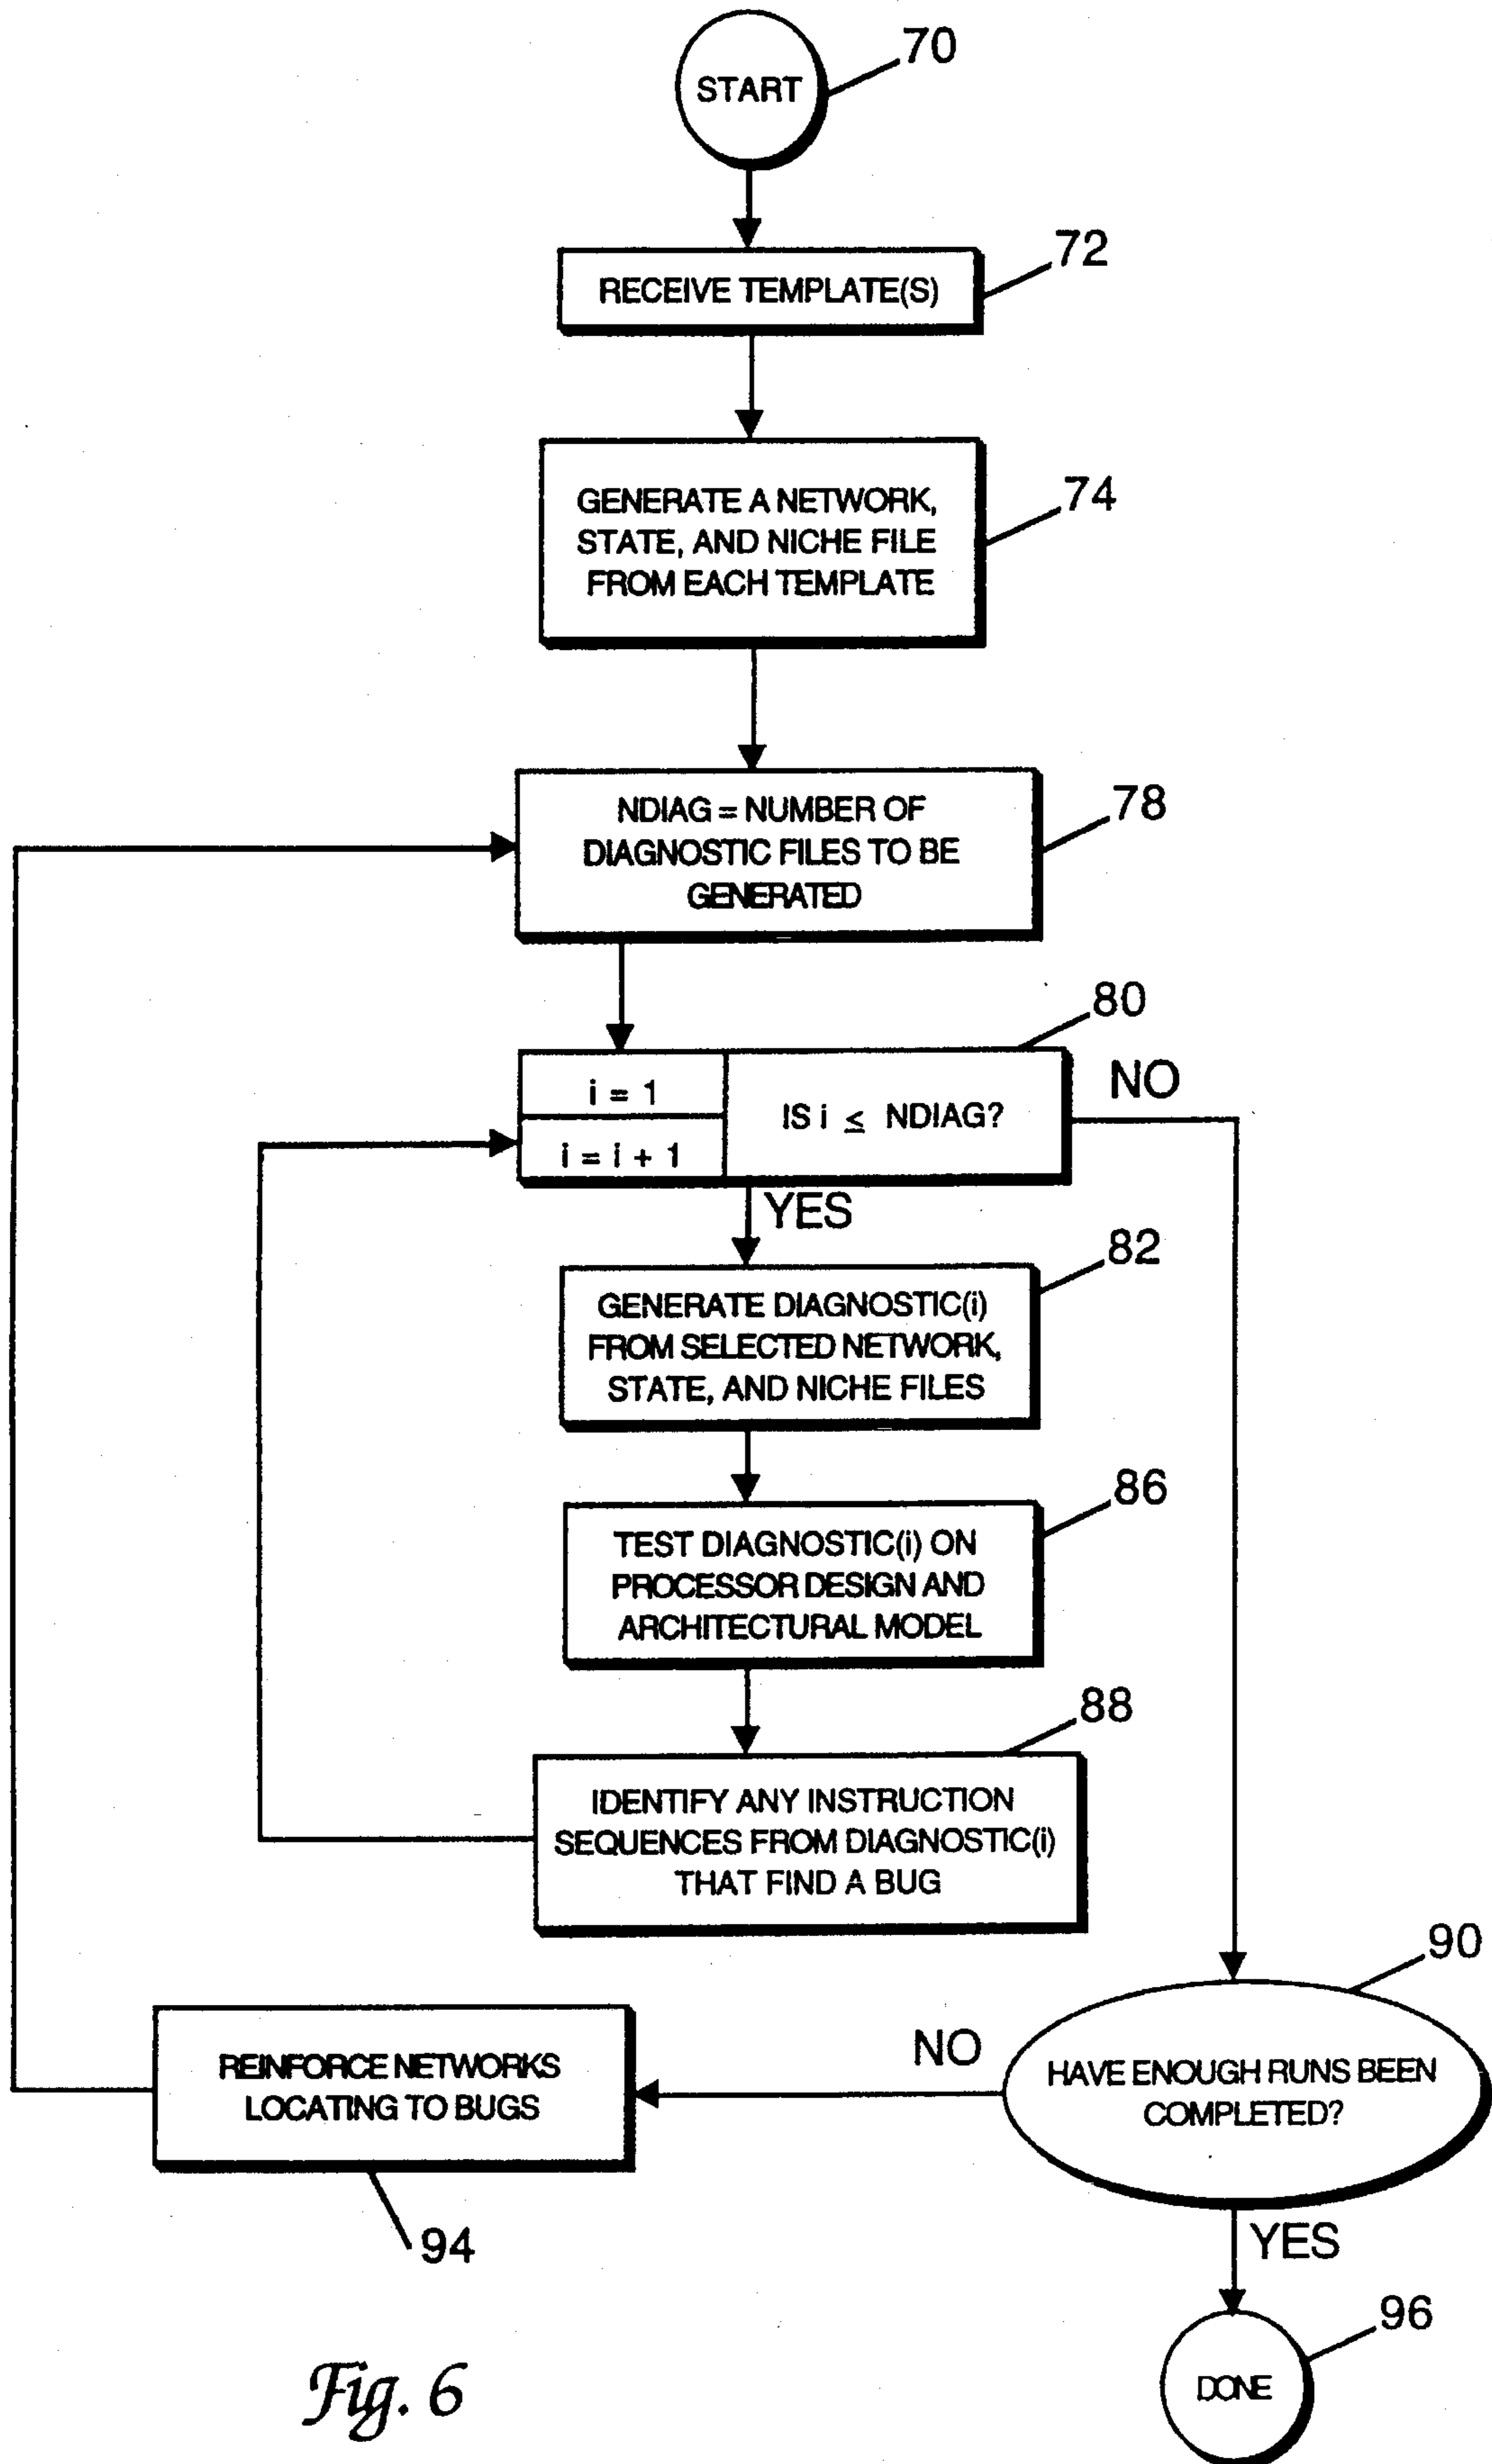 START
70
RECEIVE TEMPLATE(S)
72
GENERATE A NETWORK,
STATE, AND NICHE FILE
FROM EACH TEMPLATE
74
NDIAG = NUMBER OF
DIAGNOSTIC FILES TO BE
GENERATED
78
80
i = 1
i = i + 1
IS i ≤ NDIAG?
NO
YES
82
GENERATE DIAGNOSTIC(i)
FROM SELECTED NETWORK,
STATE, AND NICHE FILES
86
TEST DIAGNOSTIC(i) ON
PROCESSOR DESIGN AND
ARCHITECTURAL MODEL
88
IDENTIFY ANY INSTRUCTION
SEQUENCES FROM DIAGNOSTIC(i)
THAT FIND A BUG
90
HAVE ENOUGH RUNS BEEN
COMPLETED?
NO
REINFORCE NETWORKS
LOCATING TO BUGS
94
YES
96
DONE
Fig. 6